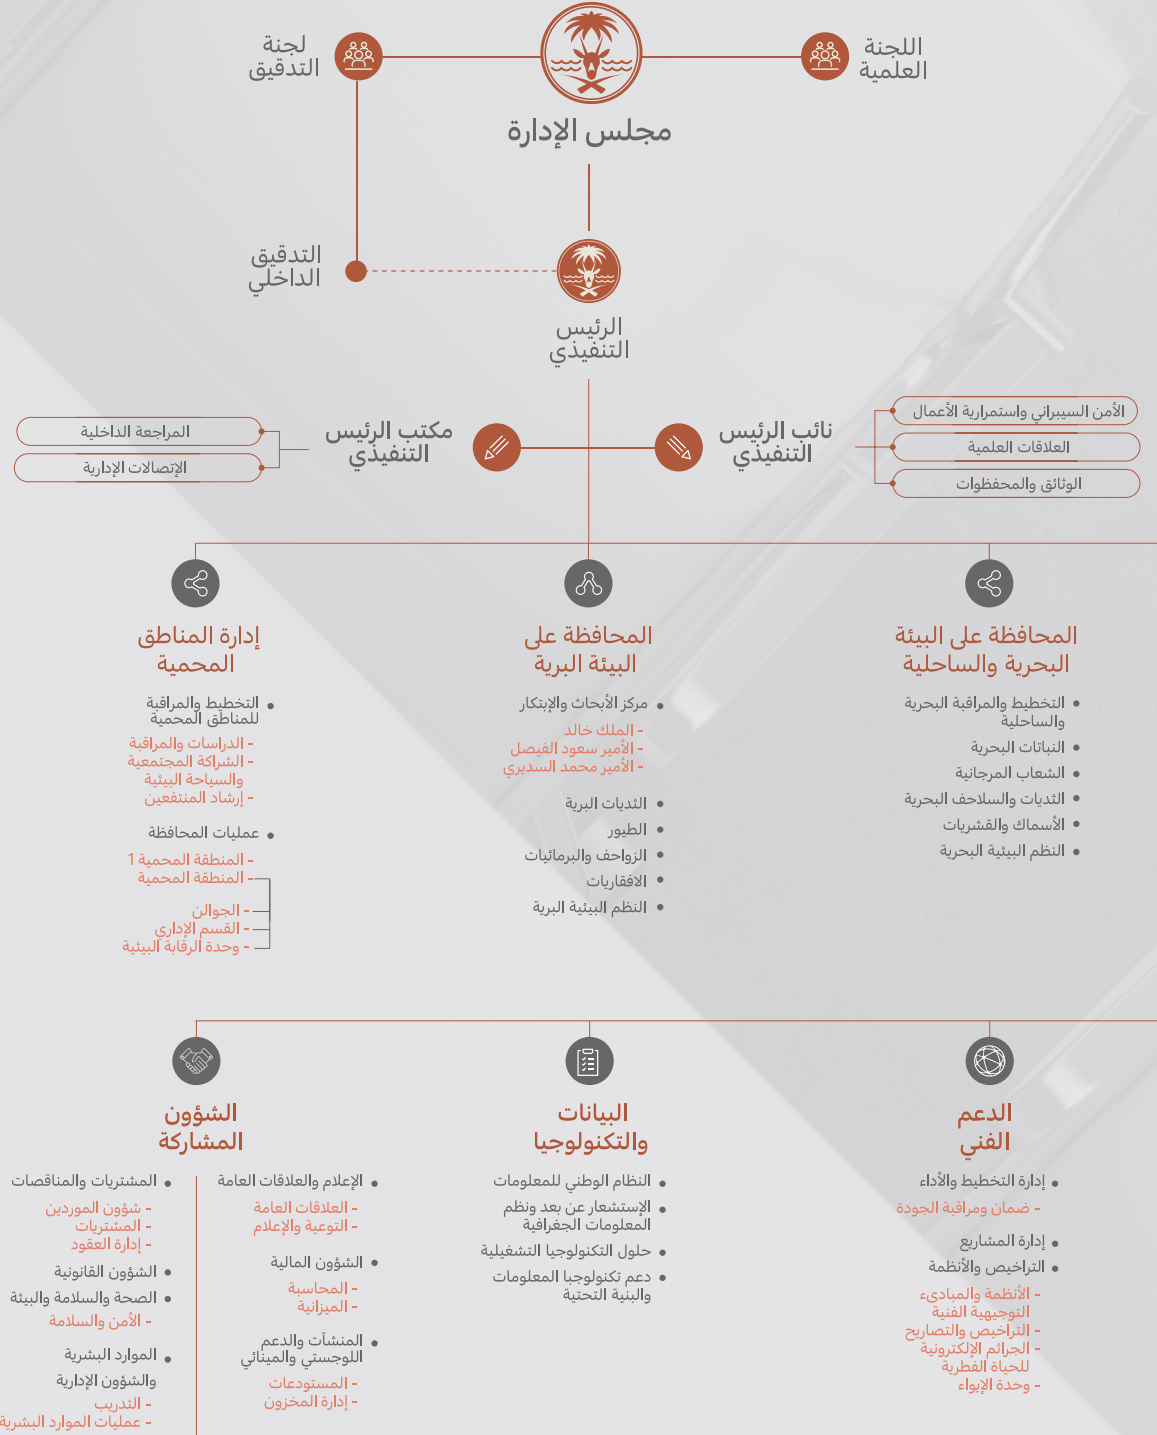 اللجنة
العلمية
لجنة
التدقيق
مجلس الإدارة
التدقيق
الداخلي
الرئيس
التنفيذي
نائب الرئيس
التنفيذي
الأمن السيبراني واستمرارية الأعمال
العلاقات العلمية
الوثائق والمحفظوات
مكتب الرئيس
التنفيذي
المراجعة الداخلية
الإتصالات الإدارية
المحافظة على البيئة
البحرية والساحلية
التخطيط والمراقبة البحرية
والساحلية
النباتات البحرية
الشعاب المرجانية
الثديات والسلاحف البحرية
الأسماك والقشريات
النظم البيئية البحرية
المحافظة على
البيئة البرية
مركز الأبحاث والإبتكار
- الملك خالد
- الأمير سعود الفيصل
- الأمير محمد السديري
الثديات البرية
الطيور
الزواحف والبرمائيات
الافقاريات
النظم البيئية البرية
إدارة المناطق
المحمية
التخطيط والمراقبة
للمناطق المحمية
- الدراسات والمراقبة
- الشراكة المجتمعية
والسياحة البيئية
- إرشاد المنتفعين
عمليات المحافظة
- المنطقة المحمية 1
- المنطقة المحمية
- الجوالن
- القسم الإداري
- وحدة الرقابة البيئية
الدعم
الفني
إدارة التخطيط والأداء
- ضمان ومراقبة الجودة
إدارة المشاريع
التراخيص والأنظمة
- الأنظمة والمبادىء
التوجيهية الفنية
- التراخيص والتصاريح
- الجرائم الإلكترونية
للحياة الفطرية
- وحدة الإيواء
البيانات
والتكنولوجيا
النظام الوطني للمعلومات
الإستشعار عن بعد ونظم
المعلومات الجغرافية
حلول التكنولوجيا التشغيلية
دعم تكنولوجبا المعلومات
والبنية التحتية
الشؤون
المشاركة
الإعلام والعلاقات العامة
- العلاقات العامة
- التوعية والإعلام
الشؤون المالية
- المحاسبة
- الميزانية
المنشآت والدعم
اللوجستي والمينائي
- المستودعات
- إدارة المخزون
المشتريات والمناقصات
- شؤون الموردين
- المشتريات
- إدارة العقود
الشؤون القانونية
الصحة والسلامة والبيئة
- الأمن والسلامة
الموارد البشرية
والشؤون الإدارية
- التدريب
- عمليات الموارد البشرية